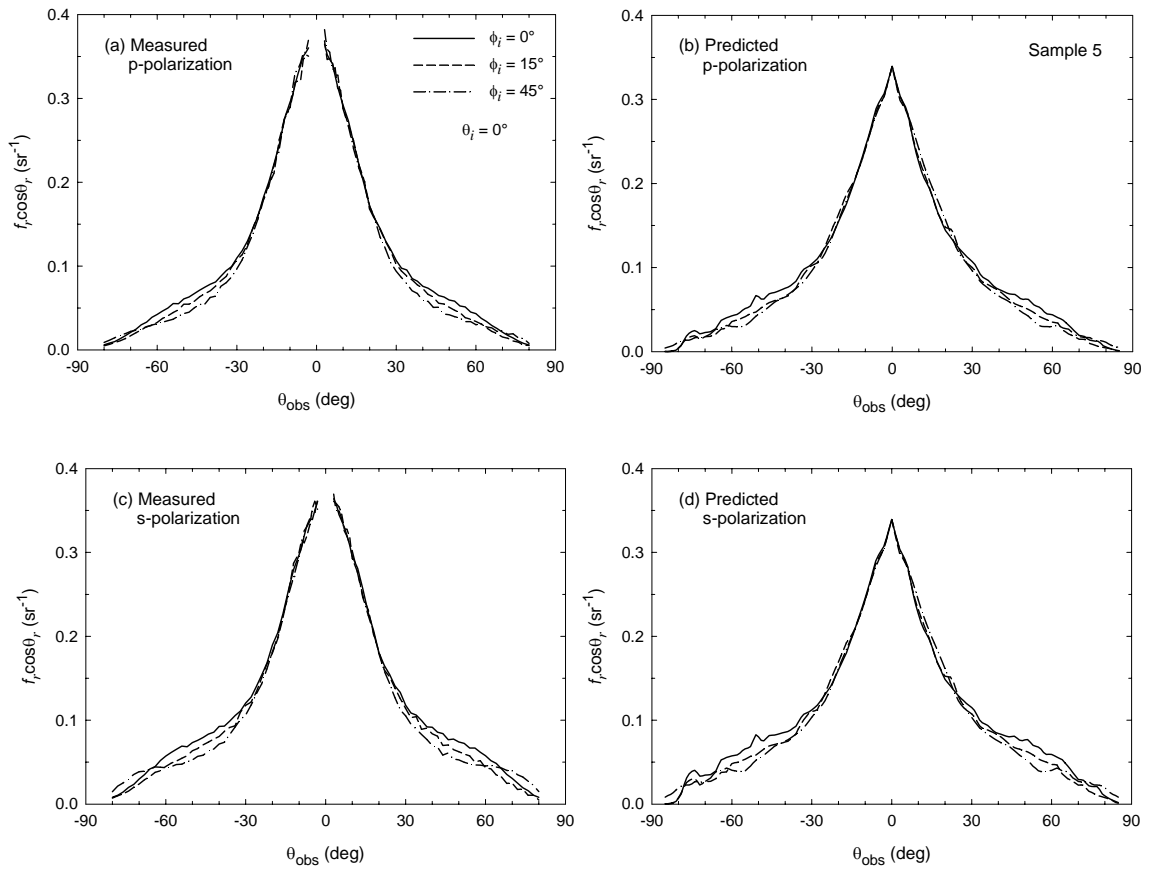 (a) Measured
p-polarization
ϕi = 0°
ϕi = 15°
ϕi = 45°
θi = 0°
0.4
0.3
0.2
0.1
0.0
frcosθr (sr-1)
-90 -60 -30 0 30 60 90
θobs (deg)
(b) Predicted
p-polarization
Sample 5
0.4
0.3
0.2
0.1
0.0
frcosθr (sr-1)
-90 -60 -30 0 30 60 90
θobs (deg)
(c) Measured
s-polarization
0.4
0.3
0.2
0.1
0.0
frcosθr (sr-1)
-90 -60 -30 0 30 60 90
θobs (deg)
(d) Predicted
s-polarization
0.4
0.3
0.2
0.1
0.0
frcosθr (sr-1)
-90 -60 -30 0 30 60 90
θobs (deg)